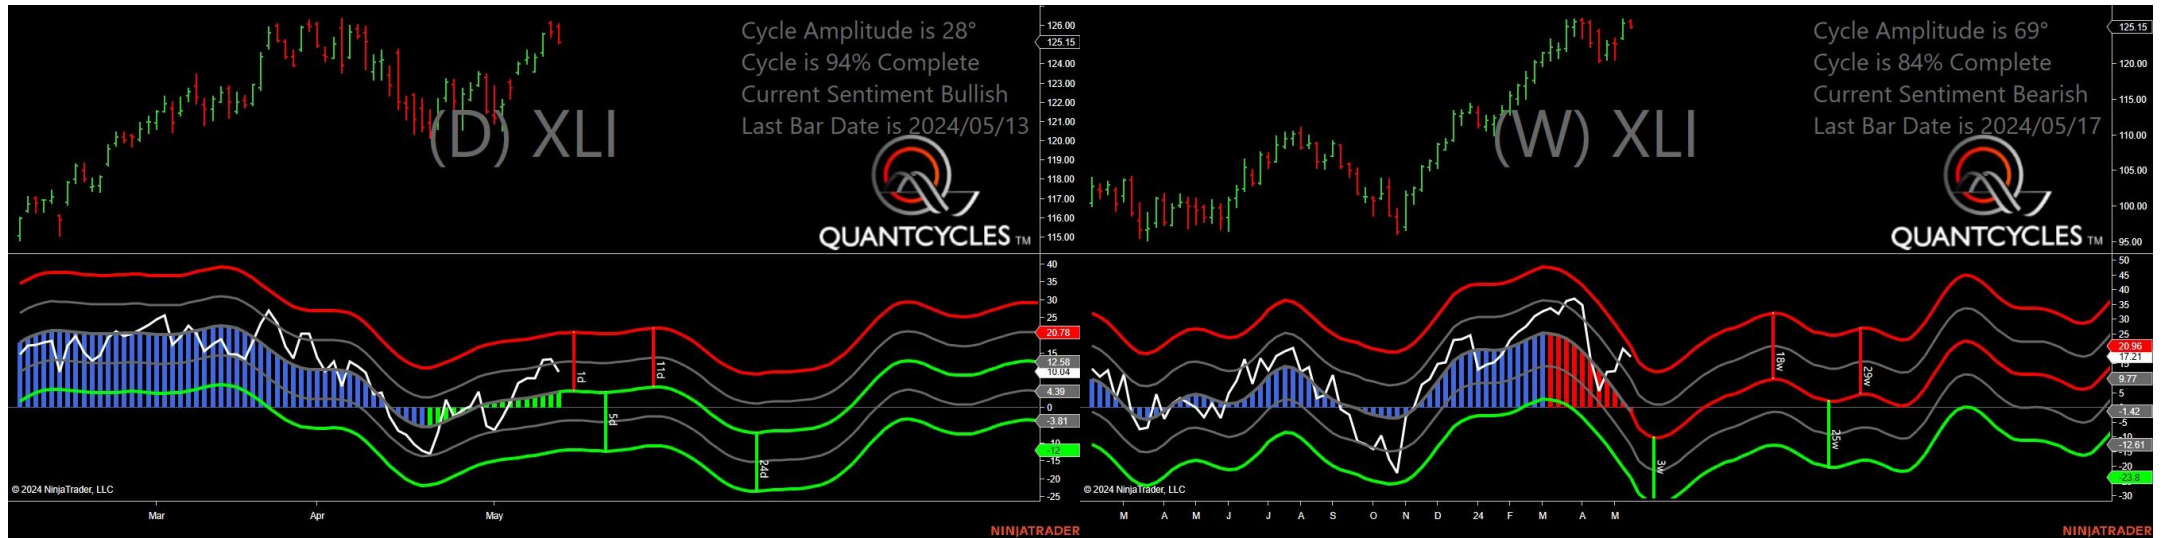 Cycle Amplitude is 28°
Cycle is 94% Complete
Current Sentiment Bullish
Last Bar Date is 2024/05/13
(D) XLI
QUANTCYCLES TM
126.00
125.15
124.00
123.00
122.00
121.00
120.00
119.00
118.00
117.00
116.00
115.00
40
35
30
25
20.78
15
12.58
10.04
4.39
0
-3.81
-12
-15
-20
-25
1d
11d
5d
24d
© 2024 NinjaTrader, LLC
Mar
Apr
May
NINJATRADER
Cycle Amplitude is 69°
Cycle is 84% Complete
Current Sentiment Bearish
Last Bar Date is 2024/05/17
(W) XLI
QUANTCYCLES TM
125.15
120.00
115.00
110.00
105.00
100.00
95.00
50
45
40
35
30
25
20.96
17.21
9.77
5
-1.42
-5
-12.61
-15
-20
-23.8
-30
18w
29w
25w
3w
© 2024 NinjaTrader, LLC
M A M J J A S O N D 24 F M A M
NINJATRADER